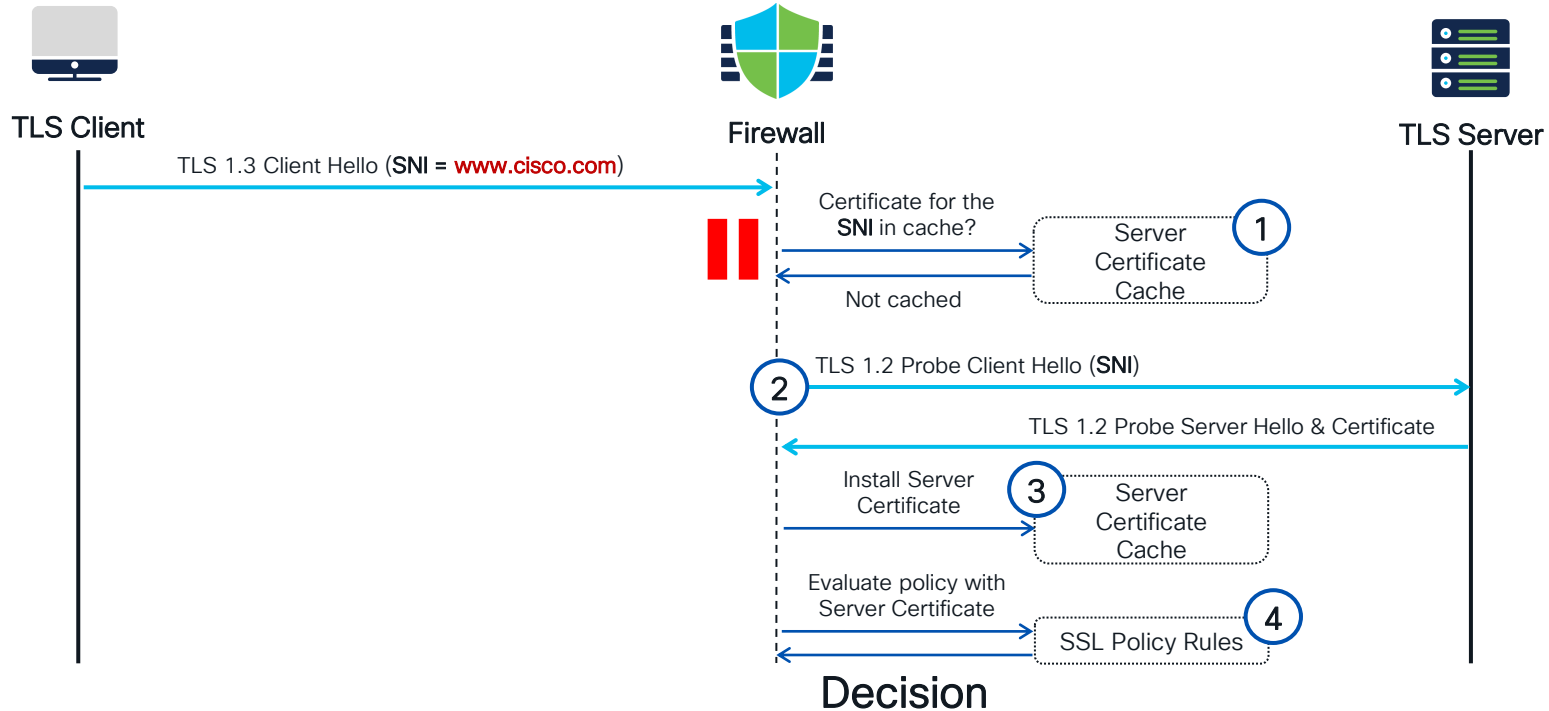 TLS Client
Firewall
TLS Server
TLS 1.3 Client Hello (SNI = www.cisco.com)
Certificate for the
SNI in cache?
1
Server
Certificate
Cache
Not cached
2
TLS 1.2 Probe Client Hello (SNI)
TLS 1.2 Probe Server Hello & Certificate
Install Server
Certificate
3
Server
Certificate
Cache
Evaluate policy with
Server Certificate
4
SSL Policy Rules
Decision